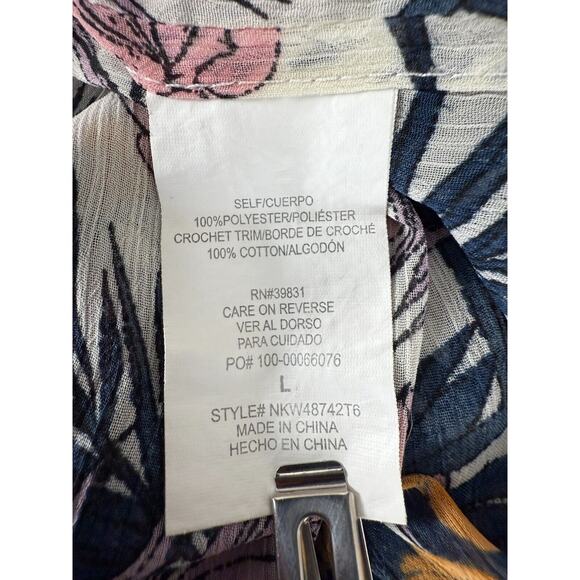 SELF/CUERPO
100%POLYESTER/POLIÉSTER
CROCHET TRIM/BORDE DE CROCHÉ
100% COTTON/ALGODÓN
RN#39831
CARE ON REVERSE
VER AL DORSO
PARA CUIDADO
PO# 100-00066076
L
STYLE# NKW48742T6
MADE IN CHINA
HECHO EN CHINA